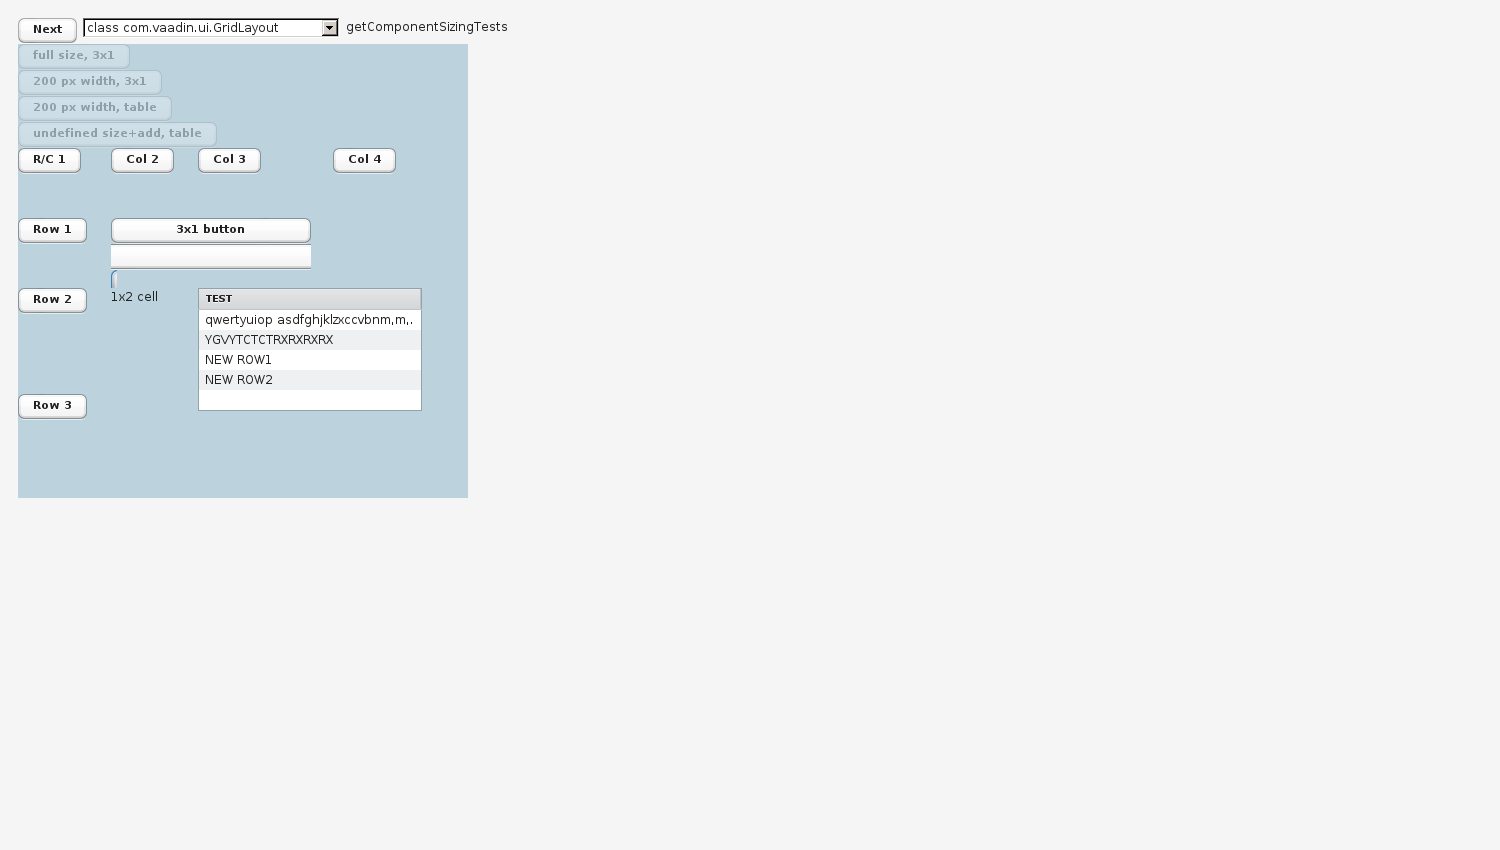 Next class com.vaadin.ui.GridLayout getComponentSizingTests
full size, 3x1
200 px width, 3x1
200 px width, table
undefined size+add, table
R/C 1 Col 2 Col 3 Col 4
Row 1 3x1 button
Row 2 1x2 cell TEST
qwertyuiop asdfghjklzxccvbnm,m,.
YGVYTCTCTRXRXRXRX
NEW ROW1
NEW ROW2
Row 3